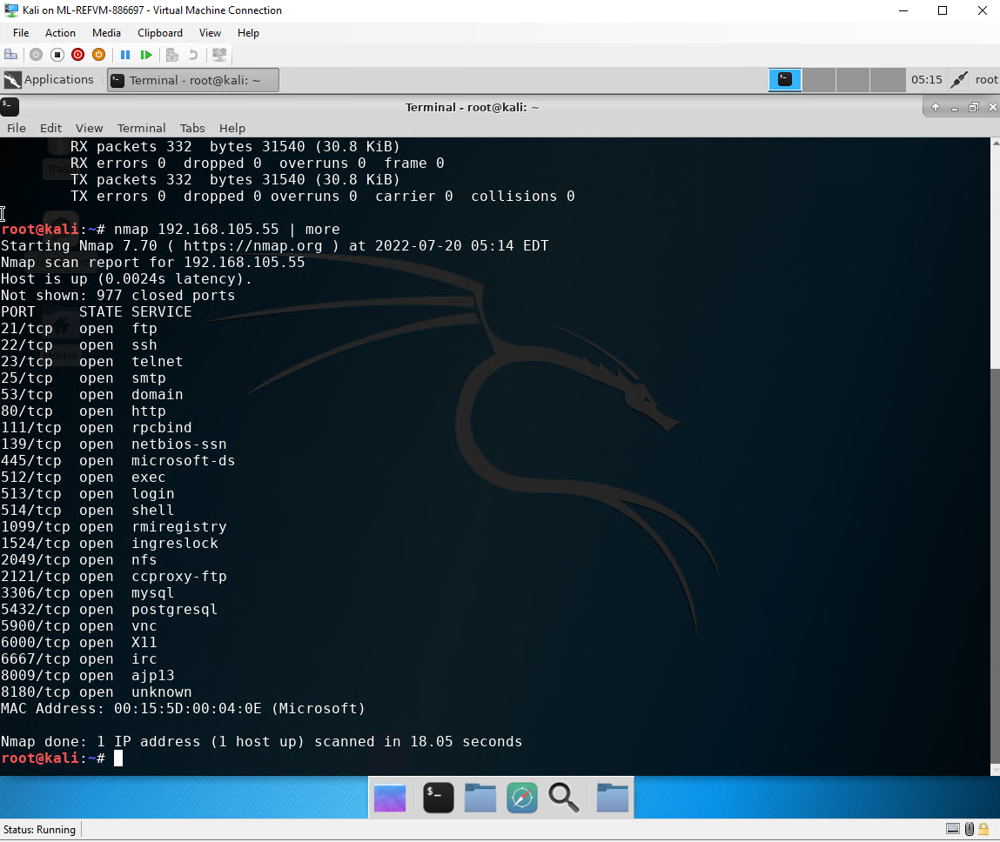 Kali on ML-REFVM-886697 - Virtual Machine Connection
File Action Media Clipboard View Help
Applications Terminal - root@kali: ~ 05:15 root
Terminal - root@kali: ~
File Edit View Terminal Tabs Help
RX packets 332 bytes 31540 (30.8 KiB)
RX errors 0 dropped 0 overruns 0 frame 0
TX packets 332 bytes 31540 (30.8 KiB)
TX errors 0 dropped 0 overruns 0 carrier 0 collisions 0
root@kali:~# nmap 192.168.105.55 | more
Starting Nmap 7.70 ( https://nmap.org ) at 2022-07-20 05:14 EDT
Nmap scan report for 192.168.105.55
Host is up (0.0024s latency).
Not shown: 977 closed ports
PORT STATE SERVICE
21/tcp open ftp
22/tcp open ssh
23/tcp open telnet
25/tcp open smtp
53/tcp open domain
80/tcp open http
111/tcp open rpcbind
139/tcp open netbios-ssn
445/tcp open microsoft-ds
512/tcp open exec
513/tcp open login
514/tcp open shell
1099/tcp open rmiregistry
1524/tcp open ingreslock
2049/tcp open nfs
2121/tcp open ccproxy-ftp
3306/tcp open mysql
5432/tcp open postgresql
5900/tcp open vnc
6000/tcp open X11
6667/tcp open irc
8009/tcp open ajp13
8180/tcp open unknown
MAC Address: 00:15:5D:00:04:0E (Microsoft)
Nmap done: 1 IP address (1 host up) scanned in 18.05 seconds
root@kali:~#
Status: Running